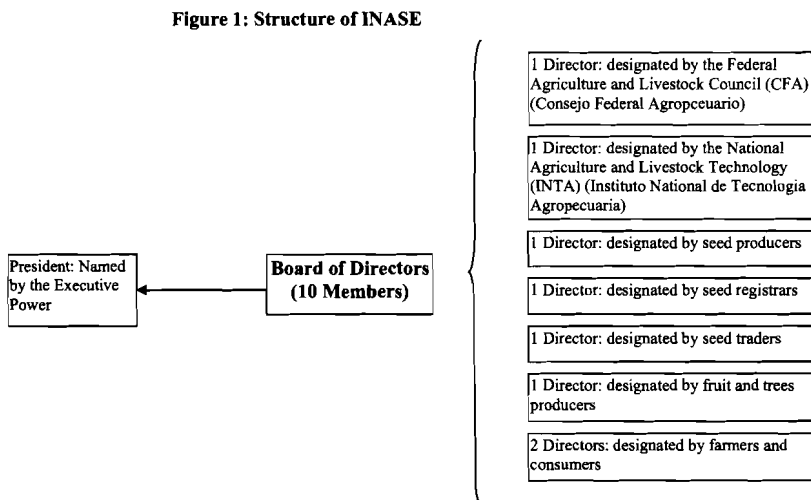 Figure 1: Structure of INASE
1 Director: designated by the Federal
Agriculture and Livestock Council (CFA)
(Consejo Federal Agropceuario)
1 Director: designated by the National
Agriculture and Livestock Technology
(INTA) (Instituto National de Tecnologia
Agropecuaria)
1 Director: designated by seed producers
1 Director: designated by seed registrars
1 Director: designated by seed traders
1 Director: designated by fruit and trees
producers
2 Directors: designated by farmers and
consumers
Board of Directors
(10 Members)
President: Named
by the Executive
Power